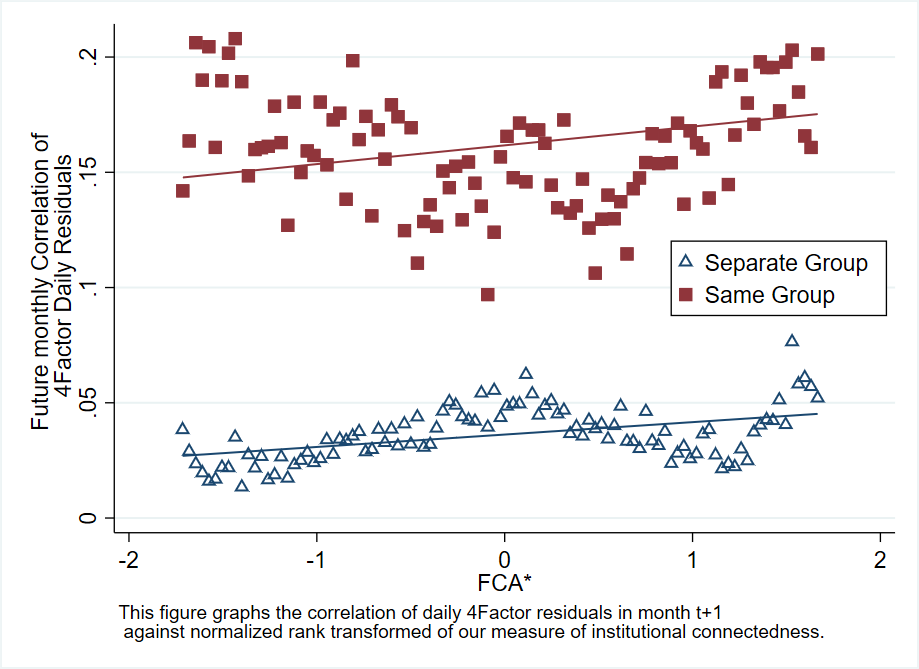 Future monthly Correlation of
4Factor Daily Residuals
.2
.15
.1
.05
0
Separate Group
Same Group
-2 -1 0 1 2
FCA*
This figure graphs the correlation of daily 4Factor residuals in month t+1
against normalized rank transformed of our measure of institutional connectedness.